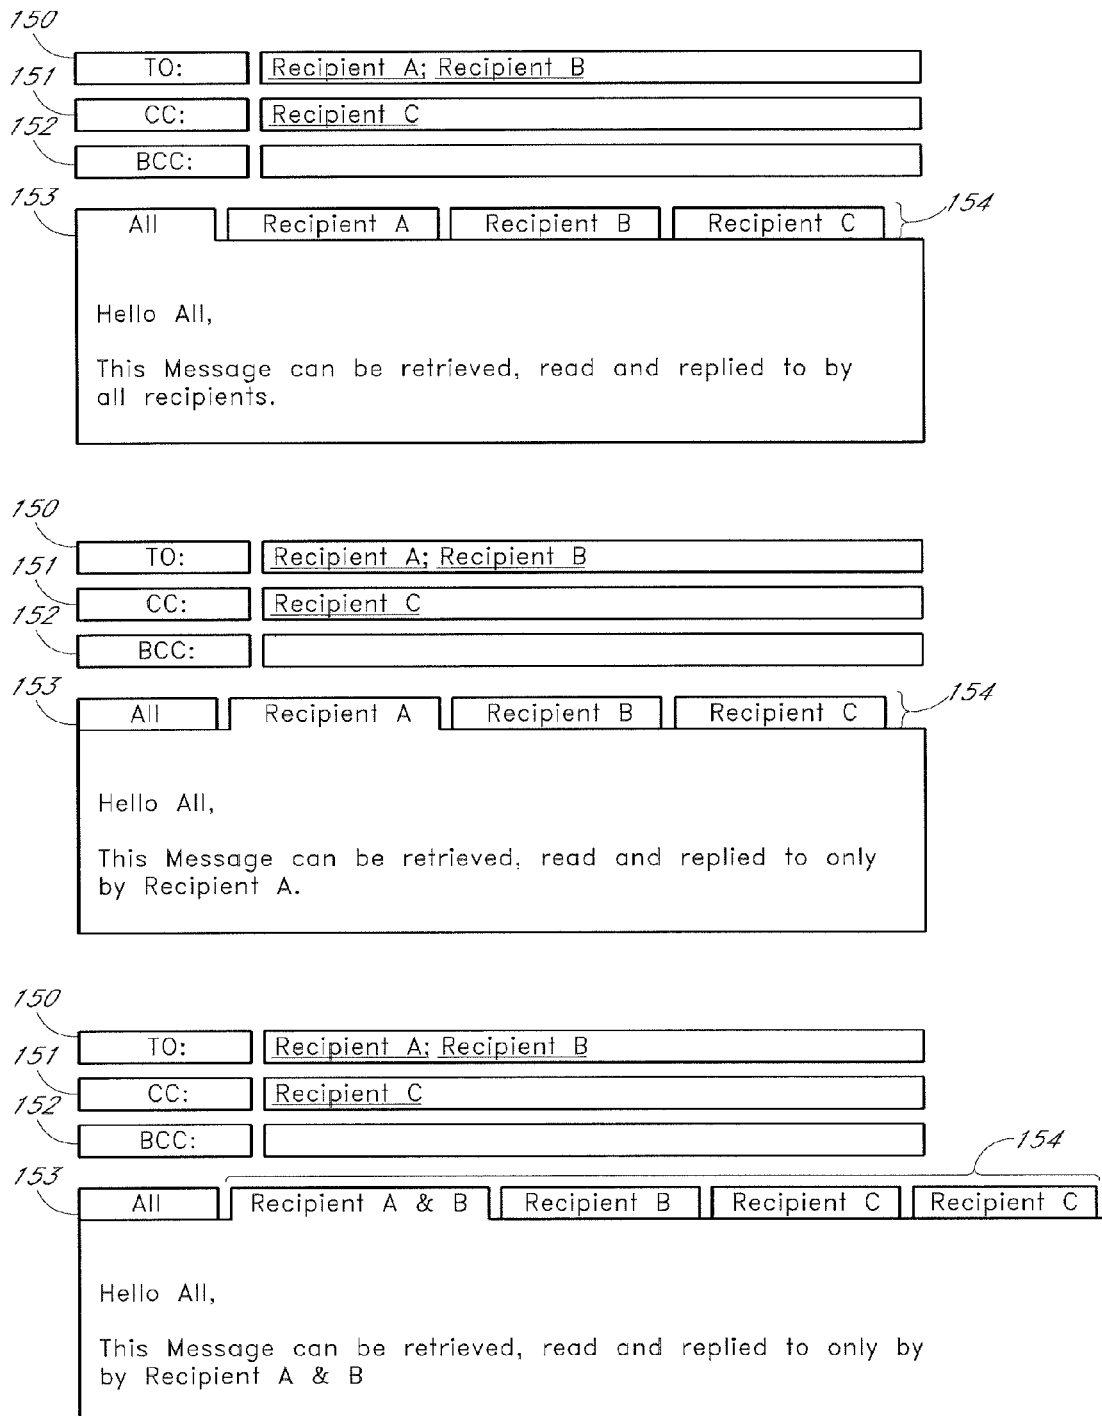 150
TO: Recipient A; Recipient B
151
CC: Recipient C
152
BCC:
153
All Recipient A Recipient B Recipient C 154
Hello All,
This Message can be retrieved, read and replied to by
all recipients.
150
TO: Recipient A; Recipient B
151
CC: Recipient C
152
BCC:
153
All Recipient A Recipient B Recipient C 154
Hello All,
This Message can be retrieved, read and replied to only
by Recipient A.
150
TO: Recipient A; Recipient B
151
CC: Recipient C
152
BCC:
154
153
All Recipient A & B Recipient B Recipient C Recipient C
Hello All,
This Message can be retrieved, read and replied to only by
by Recipient A & B